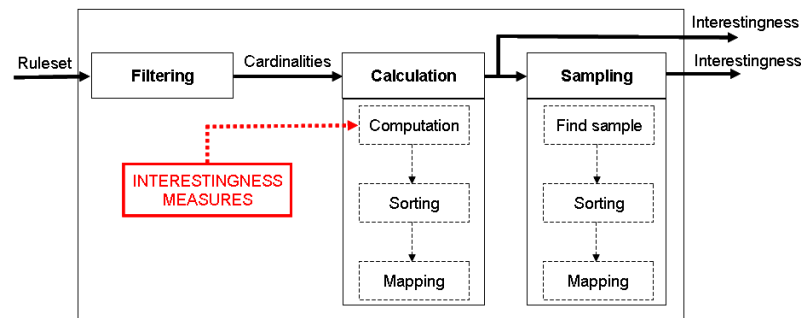 Interestingness
Ruleset
Filtering
Cardinalities
Calculation
Sampling
Interestingness
Computation
Find sample
INTERESTINGNESS
MEASURES
Sorting
Sorting
Mapping
Mapping